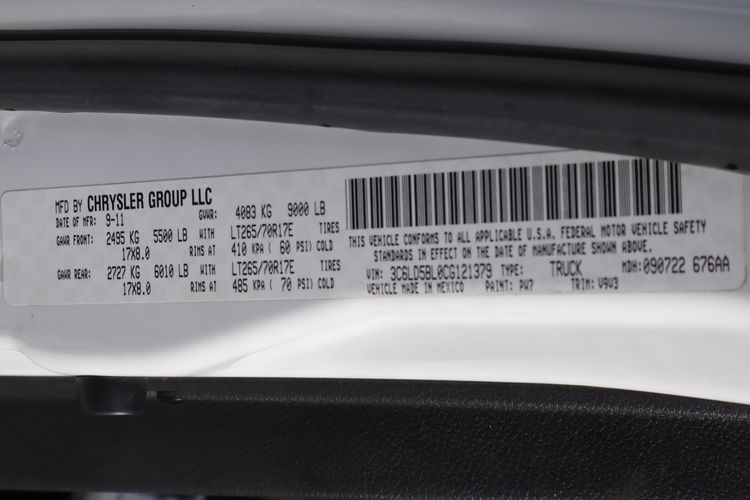 MFD BY CHRYSLER GROUP LLC
DATE OF MFR: 9-11 GVWR: 4083 KG 9000 LB
GAWR FRONT: 2495 KG 5500 LB WITH LT265/70R17E TIRES
17X8.0 RIMS AT 410 KPA ( 60 PSI) COLD
GAWR REAR: 2727 KG 6010 LB WITH LT265/70R17E TIRES
17X8.0 RIMS AT 485 KPA ( 70 PSI) COLD
THIS VEHICLE CONFORMS TO ALL APPLICABLE U.S.A. FEDERAL MOTOR VEHICLE SAFETY
STANDARDS IN EFFECT ON THE DATE OF MANUFACTURE SHOWN ABOVE.
VIN: 3C6LD5BL0CG121379 TYPE: TRUCK MDH: 090722 676AA
VEHICLE MADE IN MEXICO PAINT: PW7 TRIM: V9V3